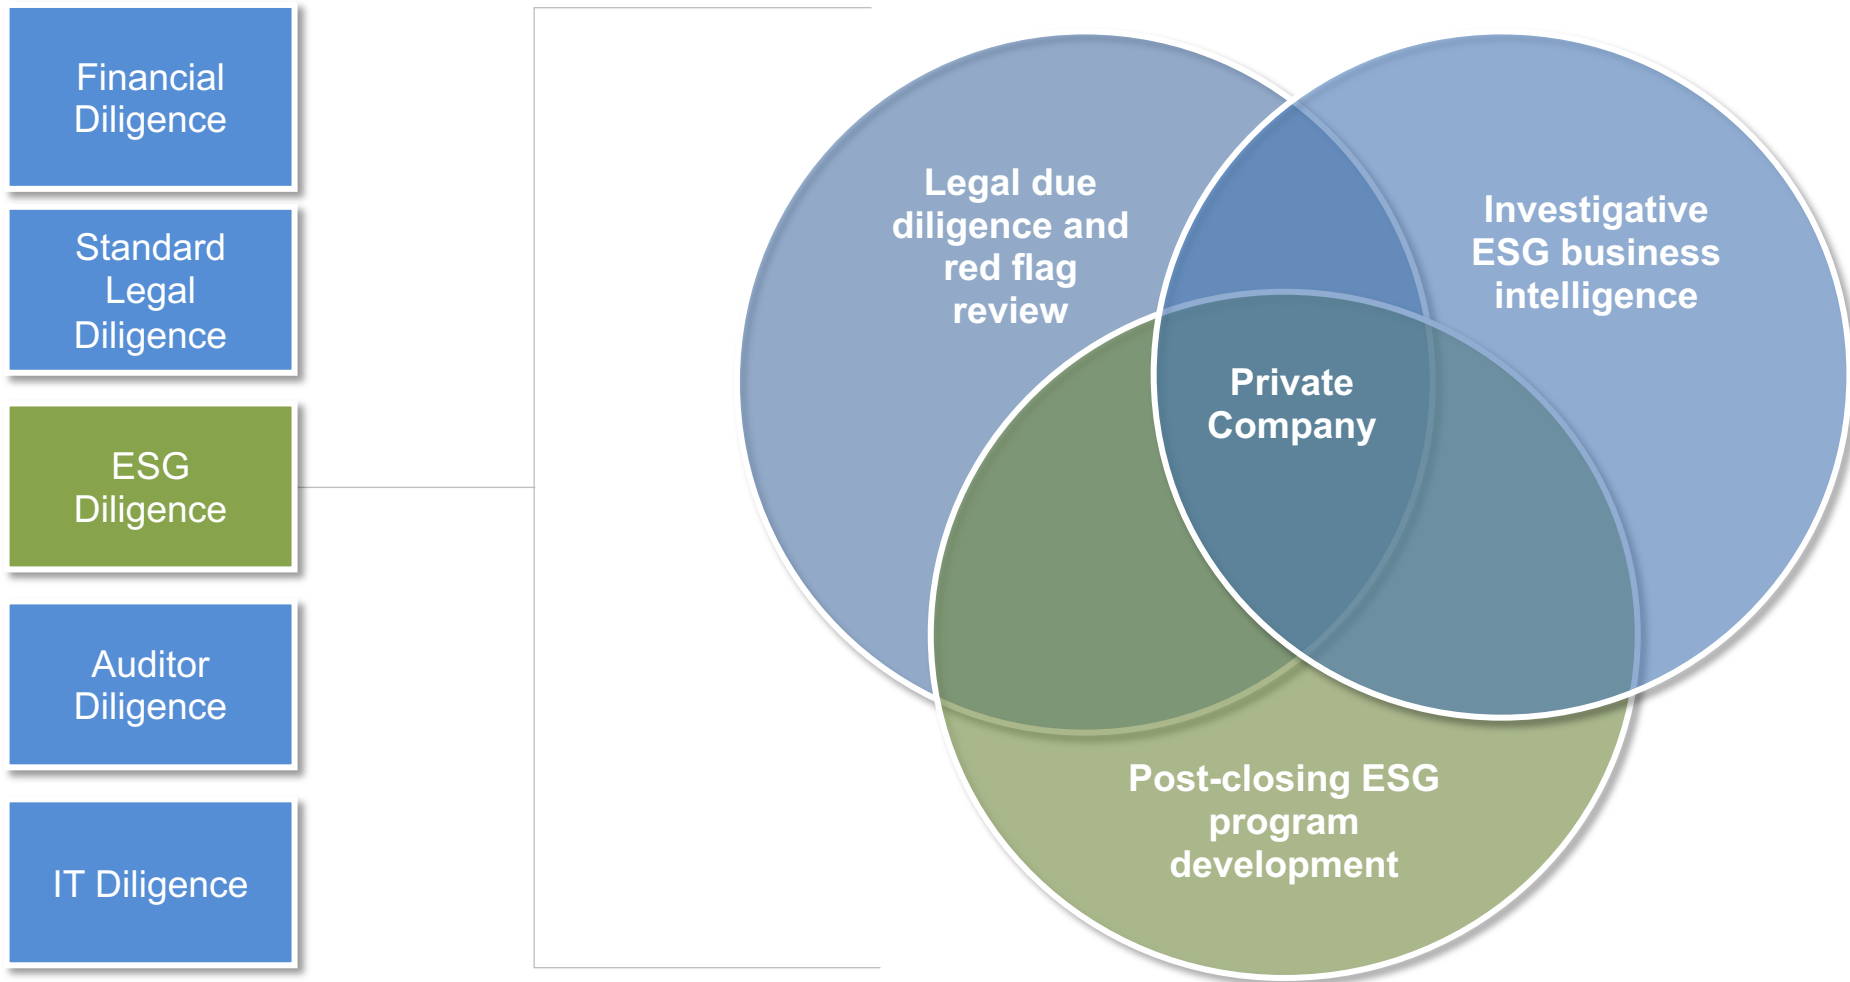 Financial
Diligence
Standard
Legal
Diligence
ESG
Diligence
Auditor
Diligence
IT Diligence
Legal due
diligence and
red flag
review
Investigative
ESG business
intelligence
Private
Company
Post-closing ESG
program
development